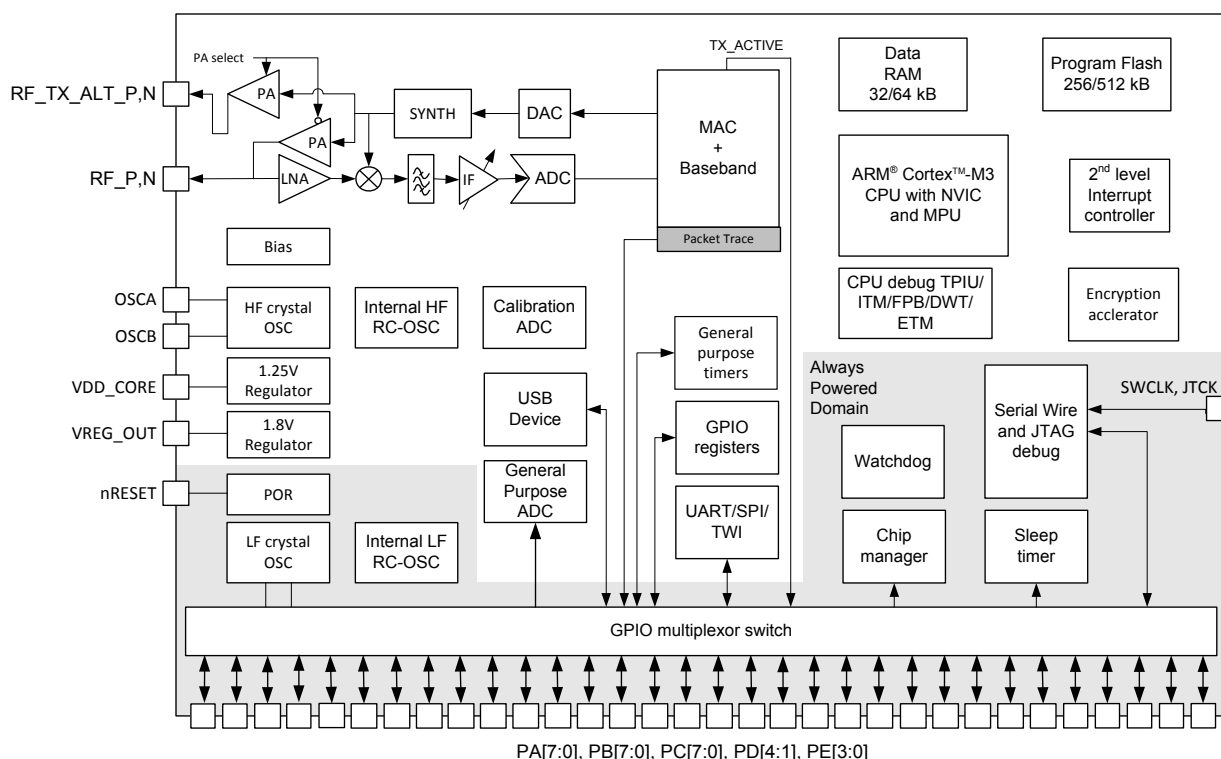 TX_ACTIVE
PA select
RF_TX_ALT_P,N
PA
SYNTH
DAC
MAC
+
Baseband
Data
RAM
32/64 kB
Program Flash
256/512 kB
PA
RF_P,N
LNA
IF
ADC
Packet Trace
ARM® Cortex™-M3
CPU with NVIC
and MPU
2nd level
Interrupt
controller
Bias
OSCA
OSCB
HF crystal
OSC
Internal HF
RC-OSC
Calibration
ADC
CPU debug TPIU/
ITM/FPB/DWT/
ETM
Encryption
acclerator
General
purpose
timers
VDD_CORE
1.25V
Regulator
USB
Device
Always
Powered
Domain
Serial Wire
and JTAG
debug
SWCLK, JTCK
VREG_OUT
1.8V
Regulator
GPIO
registers
Watchdog
nRESET
POR
General
Purpose
ADC
UART/SPI/
TWI
LF crystal
OSC
Internal LF
RC-OSC
Chip
manager
Sleep
timer
GPIO multiplexor switch
PA[7:0], PB[7:0], PC[7:0], PD[4:1], PE[3:0]